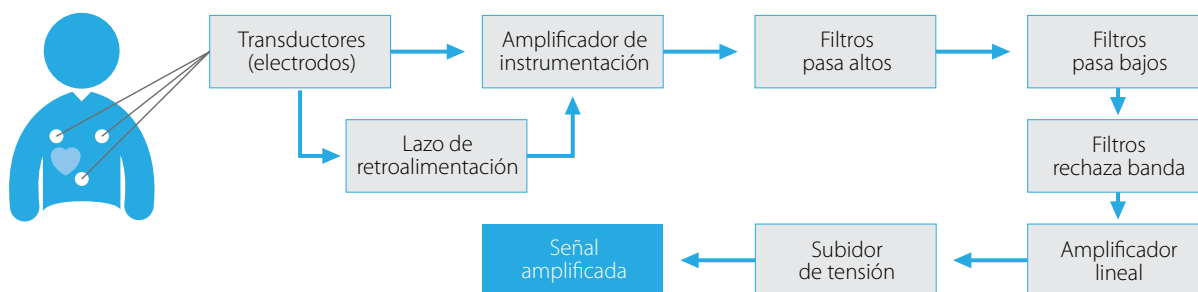 Transductores
(electrodos)
Amplificador de
instrumentación
Filtros
pasa altos
Filtros
pasa bajos
Lazo de
retroalimentación
Filtros
rechaza banda
Amplificador
lineal
Subidor
de tensión
Señal
amplificada